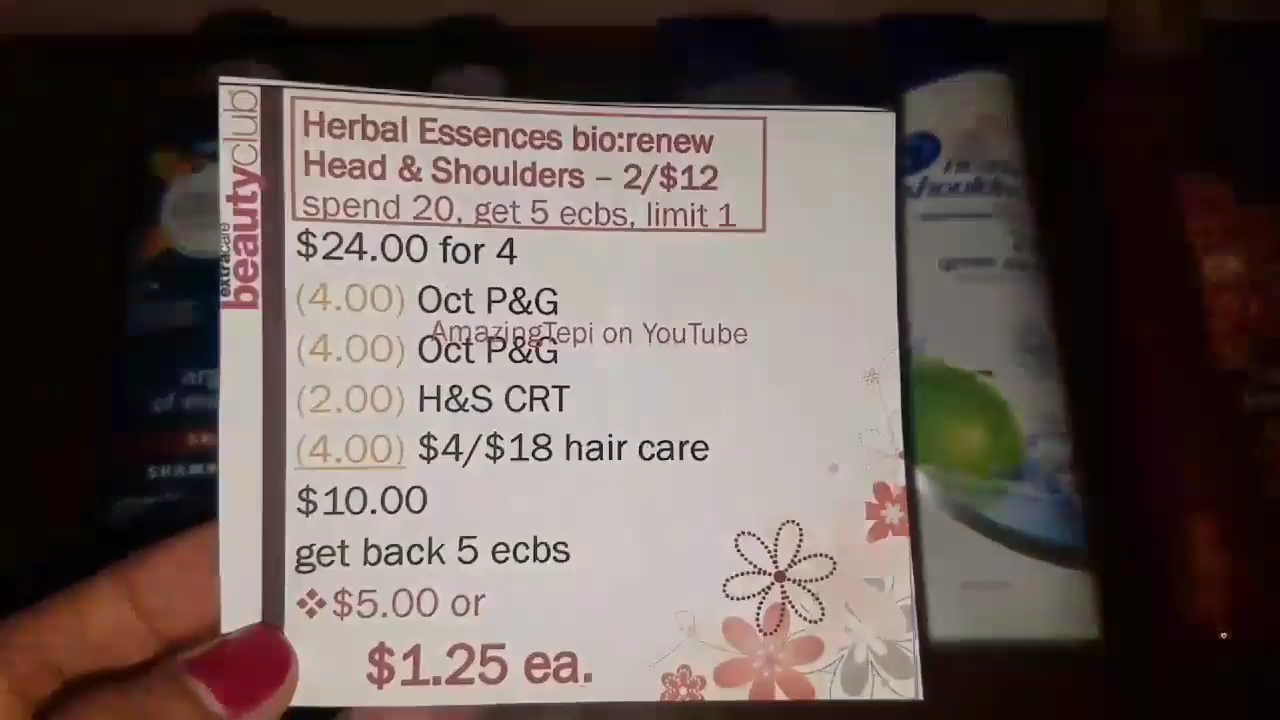 extracare
beautyclub
Herbal Essences bio:renew
Head & Shoulders – 2/$12
spend 20, get 5 ecbs, limit 1
$24.00 for 4
(4.00) Oct P&G
AmazingTepi on YouTube
(4.00) Oct P&G
(2.00) H&S CRT
(4.00) $4/$18 hair care
$10.00
get back 5 ecbs
❖$5.00 or
$1.25 ea.